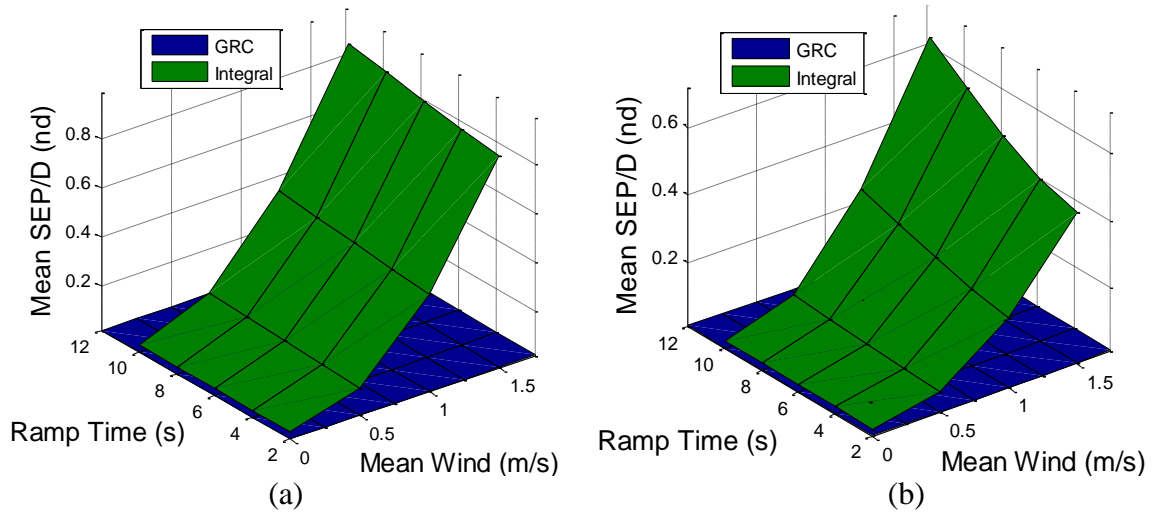 GRC
Integral
Mean SEP/D (nd)
0.8
0.6
0.4
0.2
12
10
8
6
4
2
Ramp Time (s)
0
0.5
1
1.5
Mean Wind (m/s)
(a)
GRC
Integral
Mean SEP/D (nd)
0.6
0.4
0.2
12
10
8
6
4
2
Ramp Time (s)
0
0.5
1
1.5
Mean Wind (m/s)
(b)